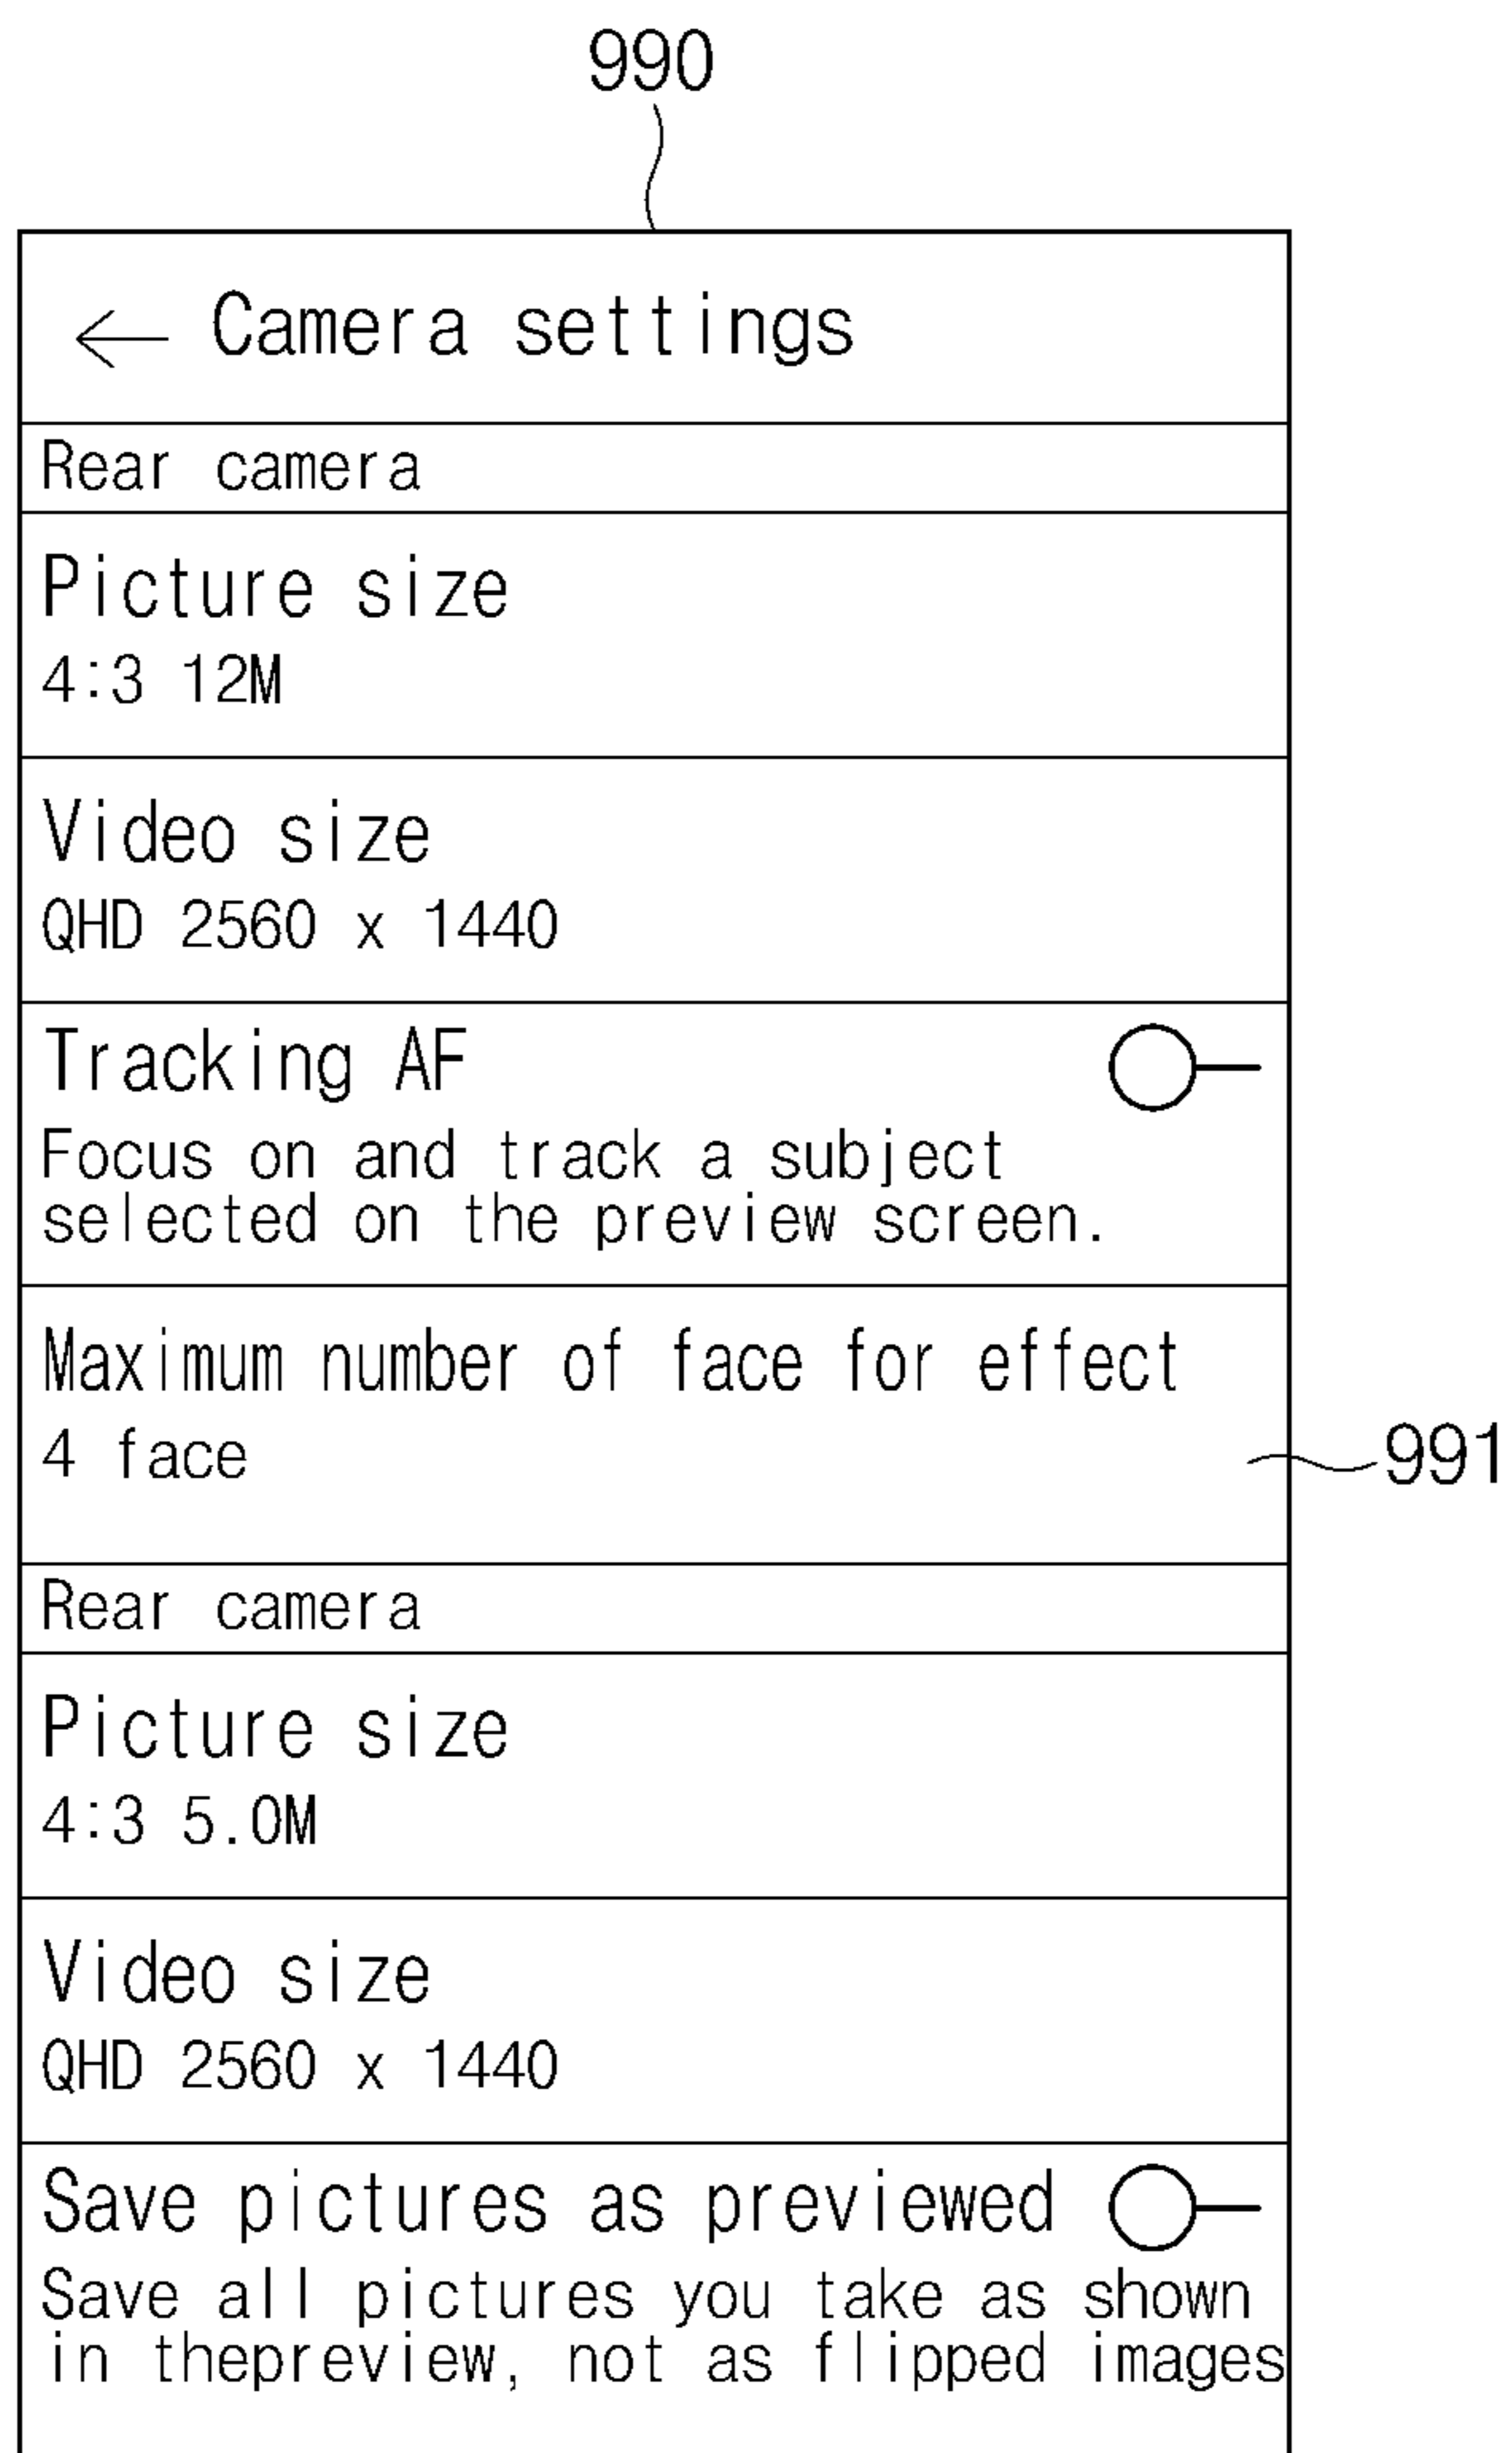 990
Camera settings
Rear camera
Picture size
4:3 12M
Video size
QHD 2560 x 1440
Tracking AF
Focus on and track a subject
selected on the preview screen.
Maximum number of face for effect
4 face
991
Rear camera
Picture size
4:3 5.0M
Video size
QHD 2560 x 1440
Save pictures as previewed
Save all pictures you take as shown
in thepreview, not as flipped images